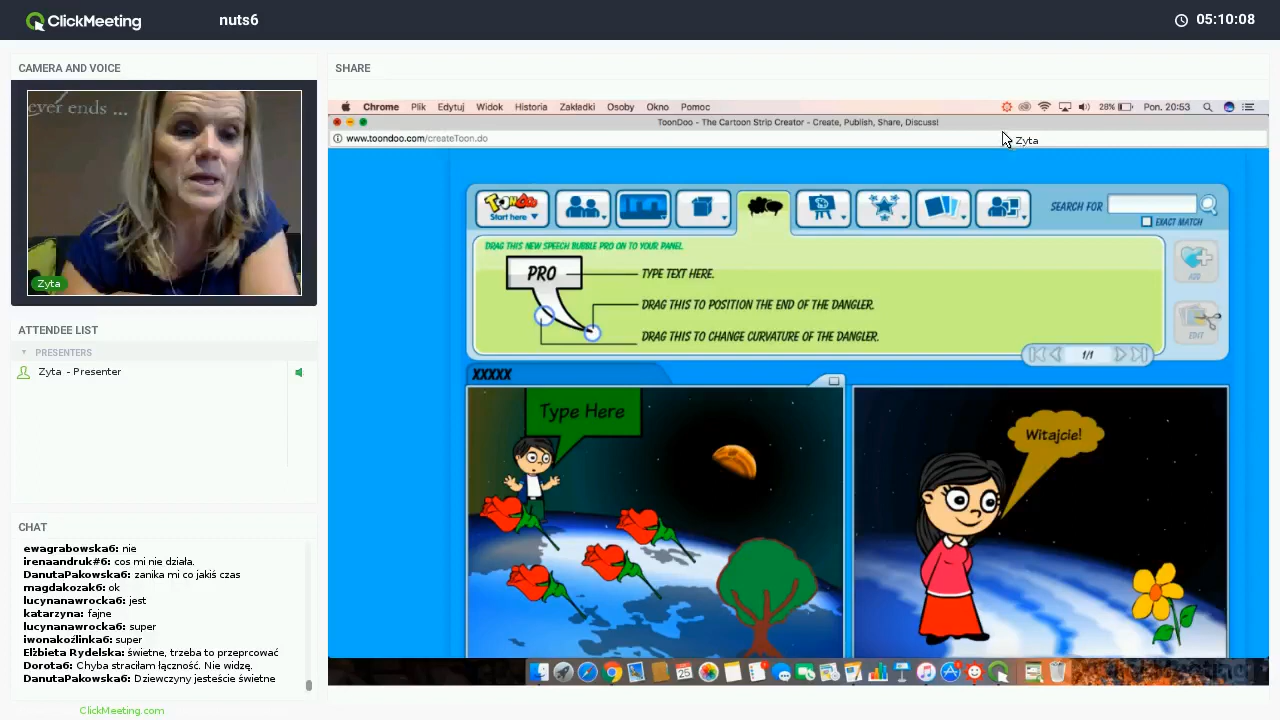 ClickMeeting
nuts6
05:10:08
CAMERA AND VOICE
ever ends ...
Zyta
ATTENDEE LIST
PRESENTERS
Zyta - Presenter
CHAT
ewagrabowska6: nie
irenaandruk#6: cos mi nie działa.
DanutaPakowska6: zanika mi co jakiś czas
magdakozak6: ok
lucynanawrocka6: jest
katarzyna: fajne
lucynanawrocka6: super
iwonakoźlinka6: super
Elżbieta Rydelska: świetne, trzeba to przeprcować
Dorota6: Chyba straciłam łączność. Nie widzę.
DanutaPakowska6: Dziewczyny jesteście świetne
ClickMeeting.com
SHARE
Chrome Plik Edytuj Widok Historia Zakładki Osoby Okno Pomoc 28% Pon. 20:53
ToonDoo - The Cartoon Strip Creator - Create, Publish, Share, Discuss!
www.toondoo.com/createToon.do
Zyta
TOONDOO
Start here
SEARCH FOR
EXACT MATCH
DRAG THIS NEW SPEECH BUBBLE PRO ON TO YOUR PANEL.
PRO
TYPE TEXT HERE.
DRAG THIS TO POSITION THE END OF THE DANGLER.
DRAG THIS TO CHANGE CURVATURE OF THE DANGLER.
ADD
EDIT
1/1
XXXXX
Type Here
Witajcie!
25